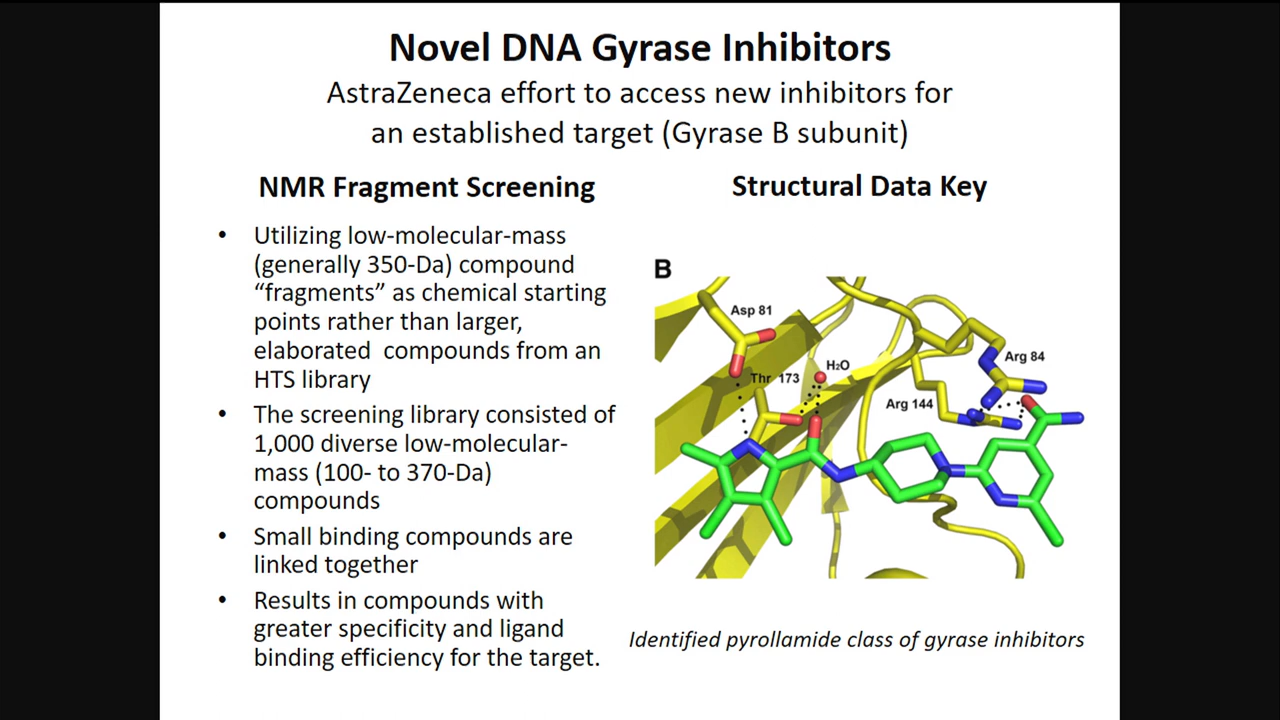 Novel DNA Gyrase Inhibitors
AstraZeneca effort to access new inhibitors for
an established target (Gyrase B subunit)
NMR Fragment Screening
• Utilizing low-molecular-mass
(generally 350-Da) compound
“fragments” as chemical starting
points rather than larger,
elaborated compounds from an
HTS library
• The screening library consisted of
1,000 diverse low-molecular-
mass (100- to 370-Da)
compounds
• Small binding compounds are
linked together
• Results in compounds with
greater specificity and ligand
binding efficiency for the target.
Structural Data Key
B
Asp 81
H₂O
Thr 173
Arg 84
Arg 144
Identified pyrollamide class of gyrase inhibitors